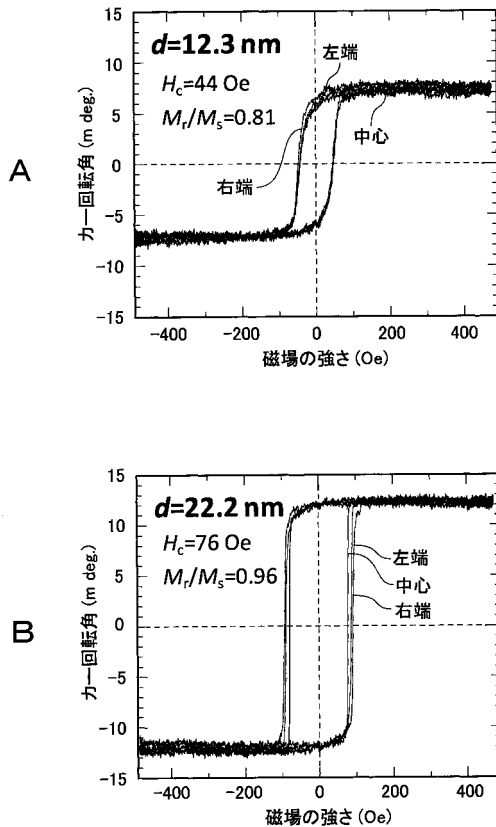 A
d=12.3 nm
Hc=44 Oe
Mr/Ms=0.81
左端
中心
右端
カー回転角 (m deg.)
15
10
5
0
−5
−10
−15
−400
−200
0
200
400
磁場の強さ (Oe)
B
d=22.2 nm
Hc=76 Oe
Mr/Ms=0.96
左端
中心
右端
カー回転角 (m deg.)
15
10
5
0
−5
−10
−15
−400
−200
0
200
400
磁場の強さ (Oe)